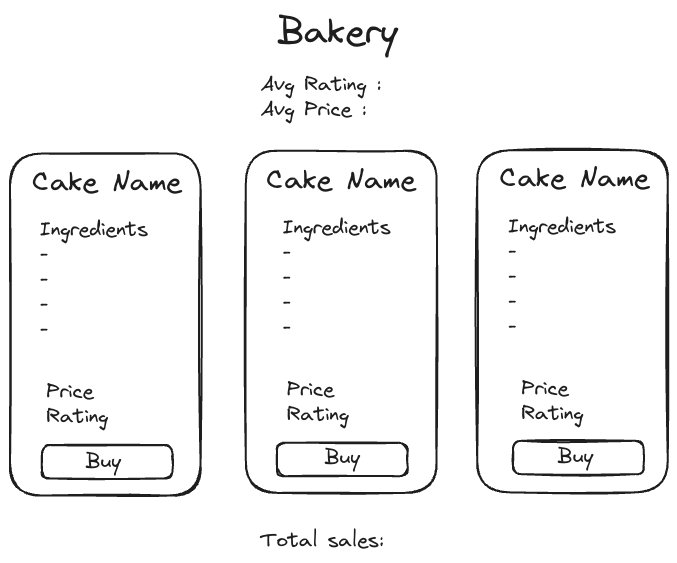 Bakery
Avg Rating :
Avg Price :
Cake Name
Ingredients
-
-
-
-
Price
Rating
Buy
Cake Name
Ingredients
-
-
-
-
Price
Rating
Buy
Cake Name
Ingredients
-
-
-
-
Price
Rating
Buy
Total sales: